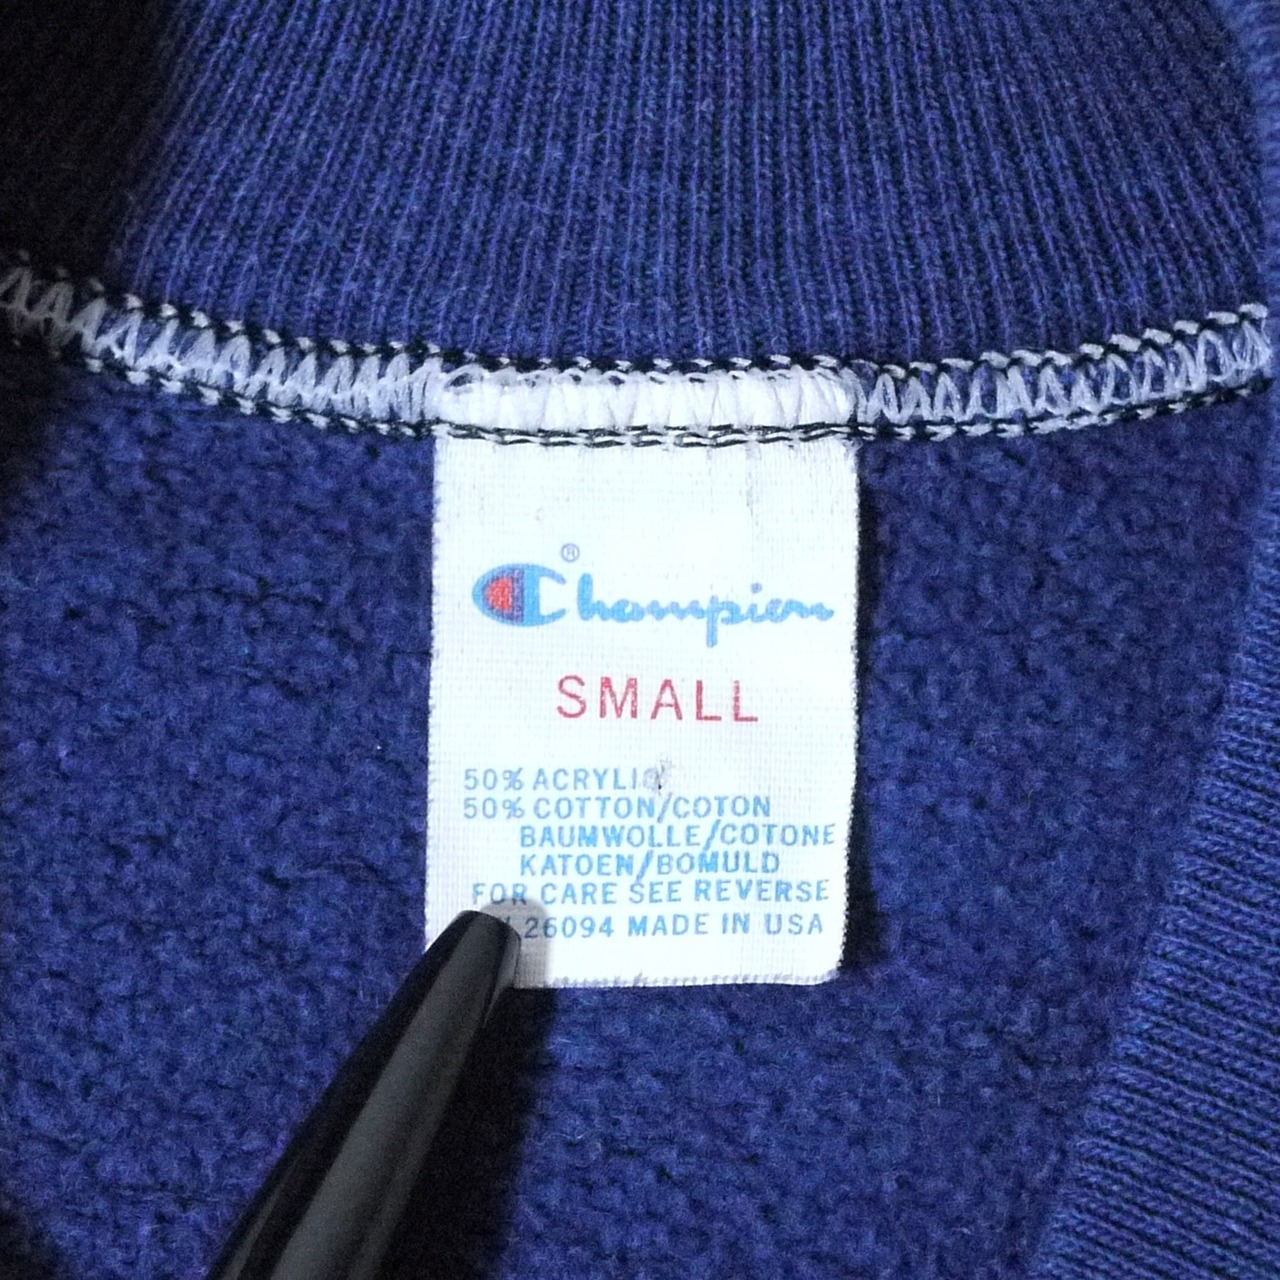 Champion®
SMALL
50% ACRYLIC
50% COTTON/COTON
BAUMWOLLE/COTONE
KATOEN/BOMULD
FOR CARE SEE REVERSE
26094 MADE IN USA